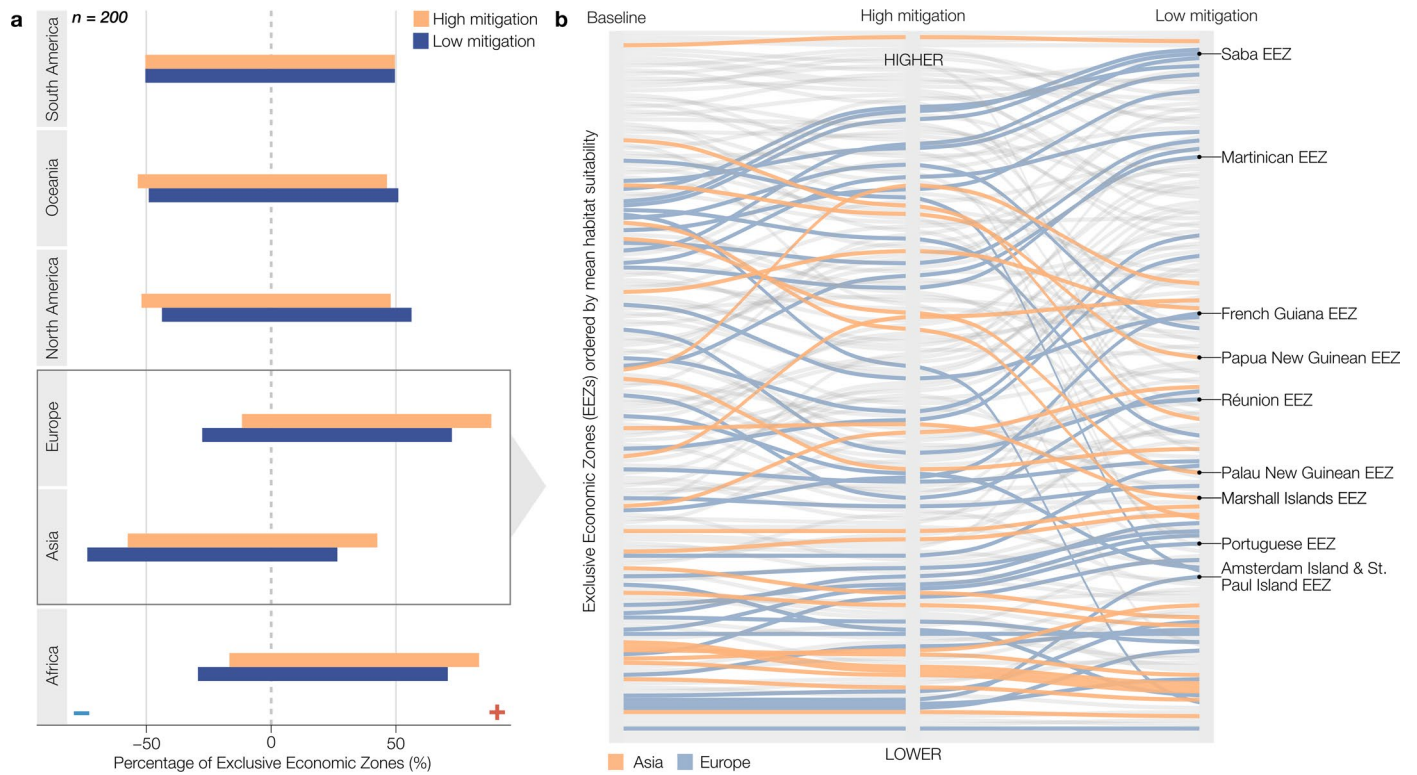 a
n = 200
High mitigation
Low mitigation
South America
Oceania
North America
Europe
Asia
Africa
−
+
−50
0
50
Percentage of Exclusive Economic Zones (%)
b
Baseline
High mitigation
Low mitigation
HIGHER
Exclusive Economic Zones (EEZs) ordered by mean habitat suitability
Saba EEZ
Martinican EEZ
French Guiana EEZ
Papua New Guinean EEZ
Réunion EEZ
Palau New Guinean EEZ
Marshall Islands EEZ
Portuguese EEZ
Amsterdam Island & St.
Paul Island EEZ
LOWER
Asia
Europe